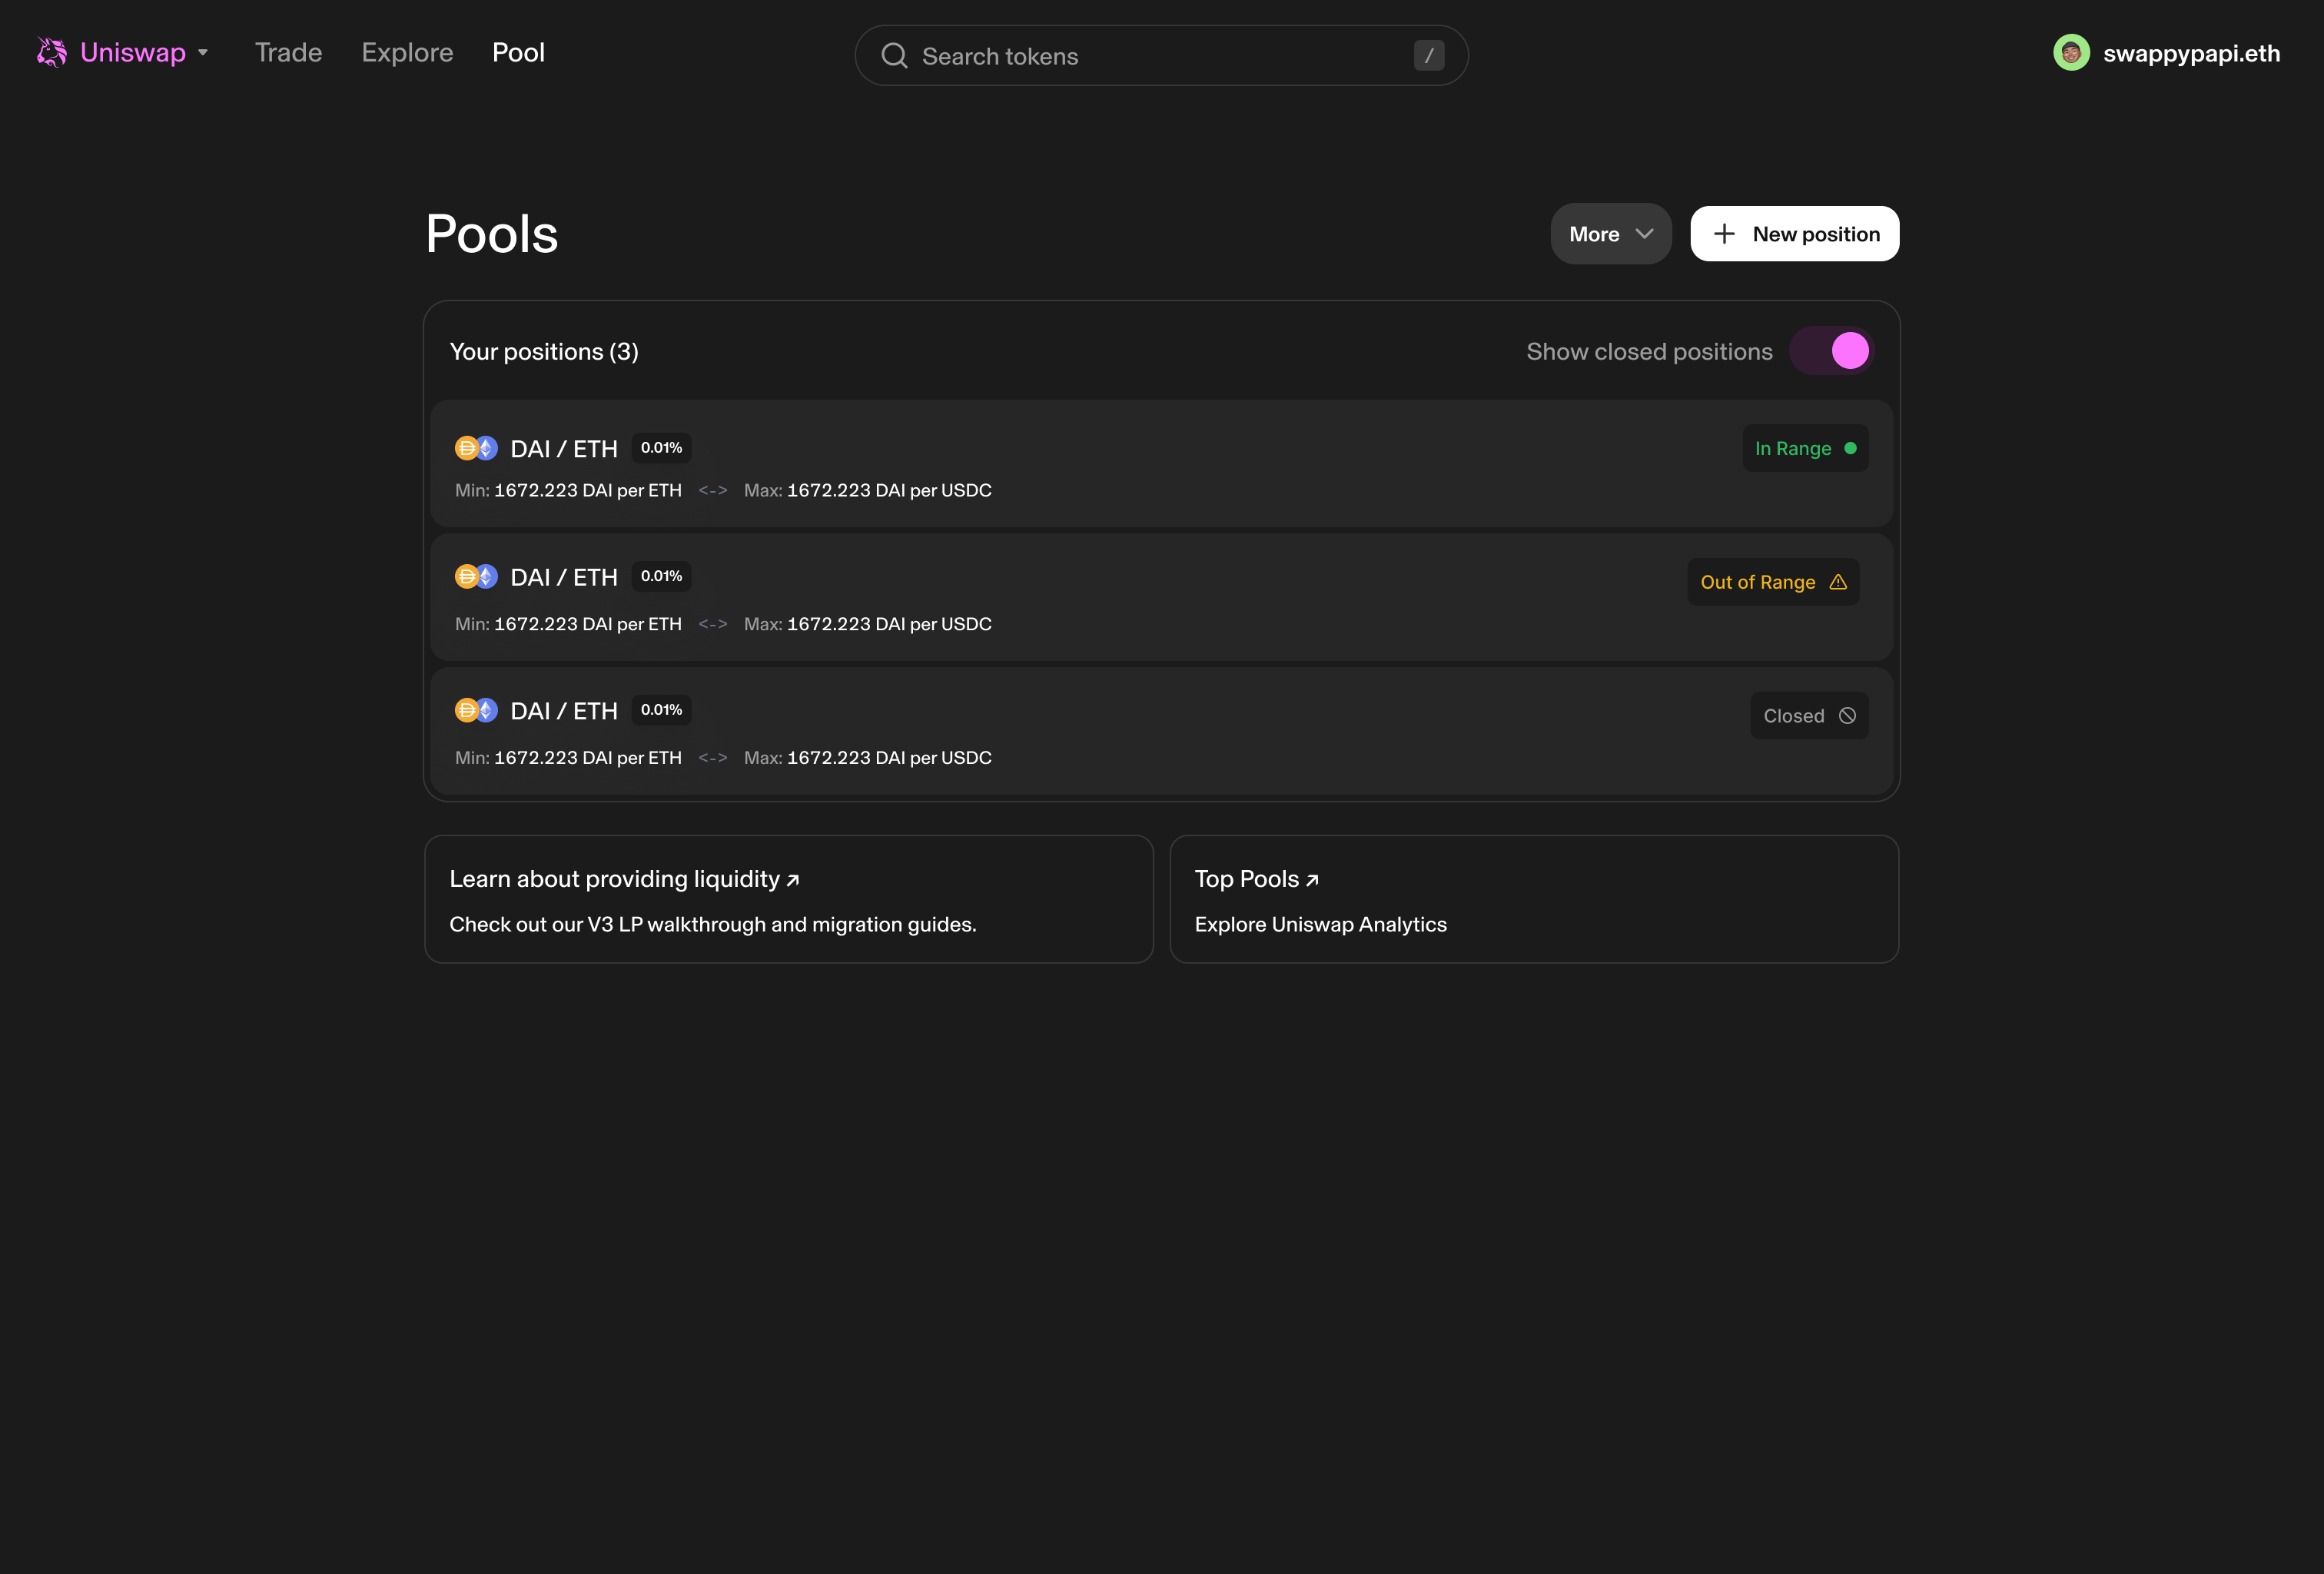 Uniswap Trade Explore Pool Search tokens / swappypapi.eth
Pools More New position
Your positions (3) Show closed positions
DAI / ETH 0.01% In Range
Min: 1672.223 DAI per ETH <-> Max: 1672.223 DAI per USDC
DAI / ETH 0.01% Out of Range
Min: 1672.223 DAI per ETH <-> Max: 1672.223 DAI per USDC
DAI / ETH 0.01% Closed
Min: 1672.223 DAI per ETH <-> Max: 1672.223 DAI per USDC
Learn about providing liquidity ↗
Check out our V3 LP walkthrough and migration guides.
Top Pools ↗
Explore Uniswap Analytics